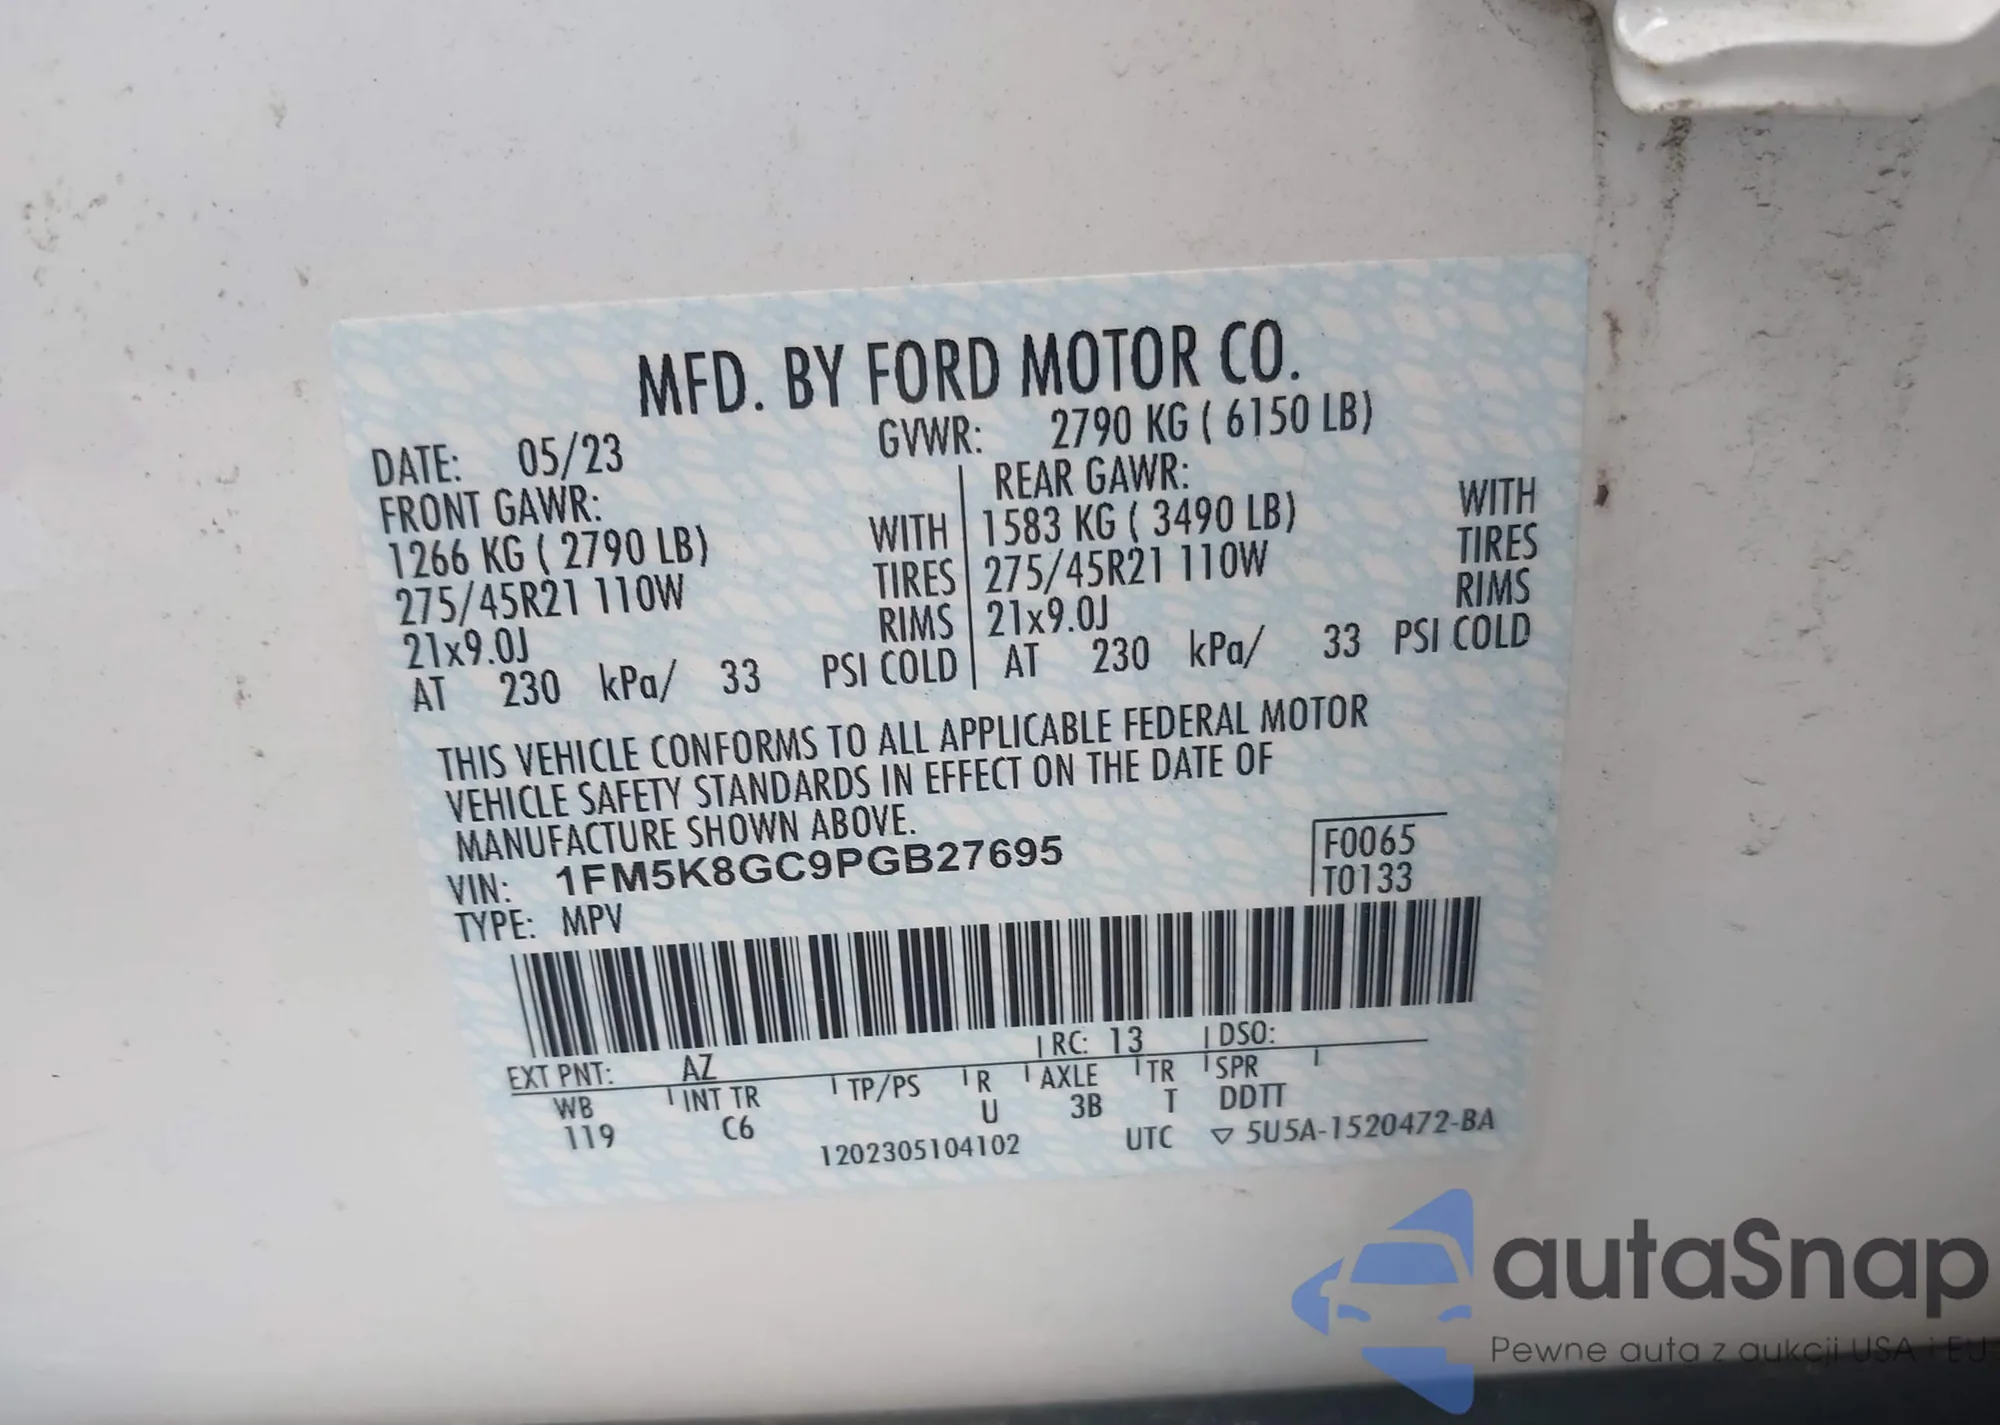 MFD. BY FORD MOTOR CO.
DATE: 05/23 GVWR: 2790 KG ( 6150 LB)
FRONT GAWR: REAR GAWR:
1266 KG ( 2790 LB) WITH 1583 KG ( 3490 LB) WITH
275/45R21 110W TIRES 275/45R21 110W TIRES
21x9.0J RIMS 21x9.0J RIMS
AT 230 kPa/ 33 PSI COLD AT 230 kPa/ 33 PSI COLD
THIS VEHICLE CONFORMS TO ALL APPLICABLE FEDERAL MOTOR
VEHICLE SAFETY STANDARDS IN EFFECT ON THE DATE OF
MANUFACTURE SHOWN ABOVE.
VIN: 1FM5K8GC9PGB27695 F0065
TYPE: MPV T0133
EXT PNT: AZ RC: 13 DSO:
WB INT TR TP/PS R AXLE TR SPR
119 C6 U 3B T DDTT
1202305104102 UTC ▽ 5U5A-1520472-BA
autaSnap
Pewne auta z aukcji USA i EU